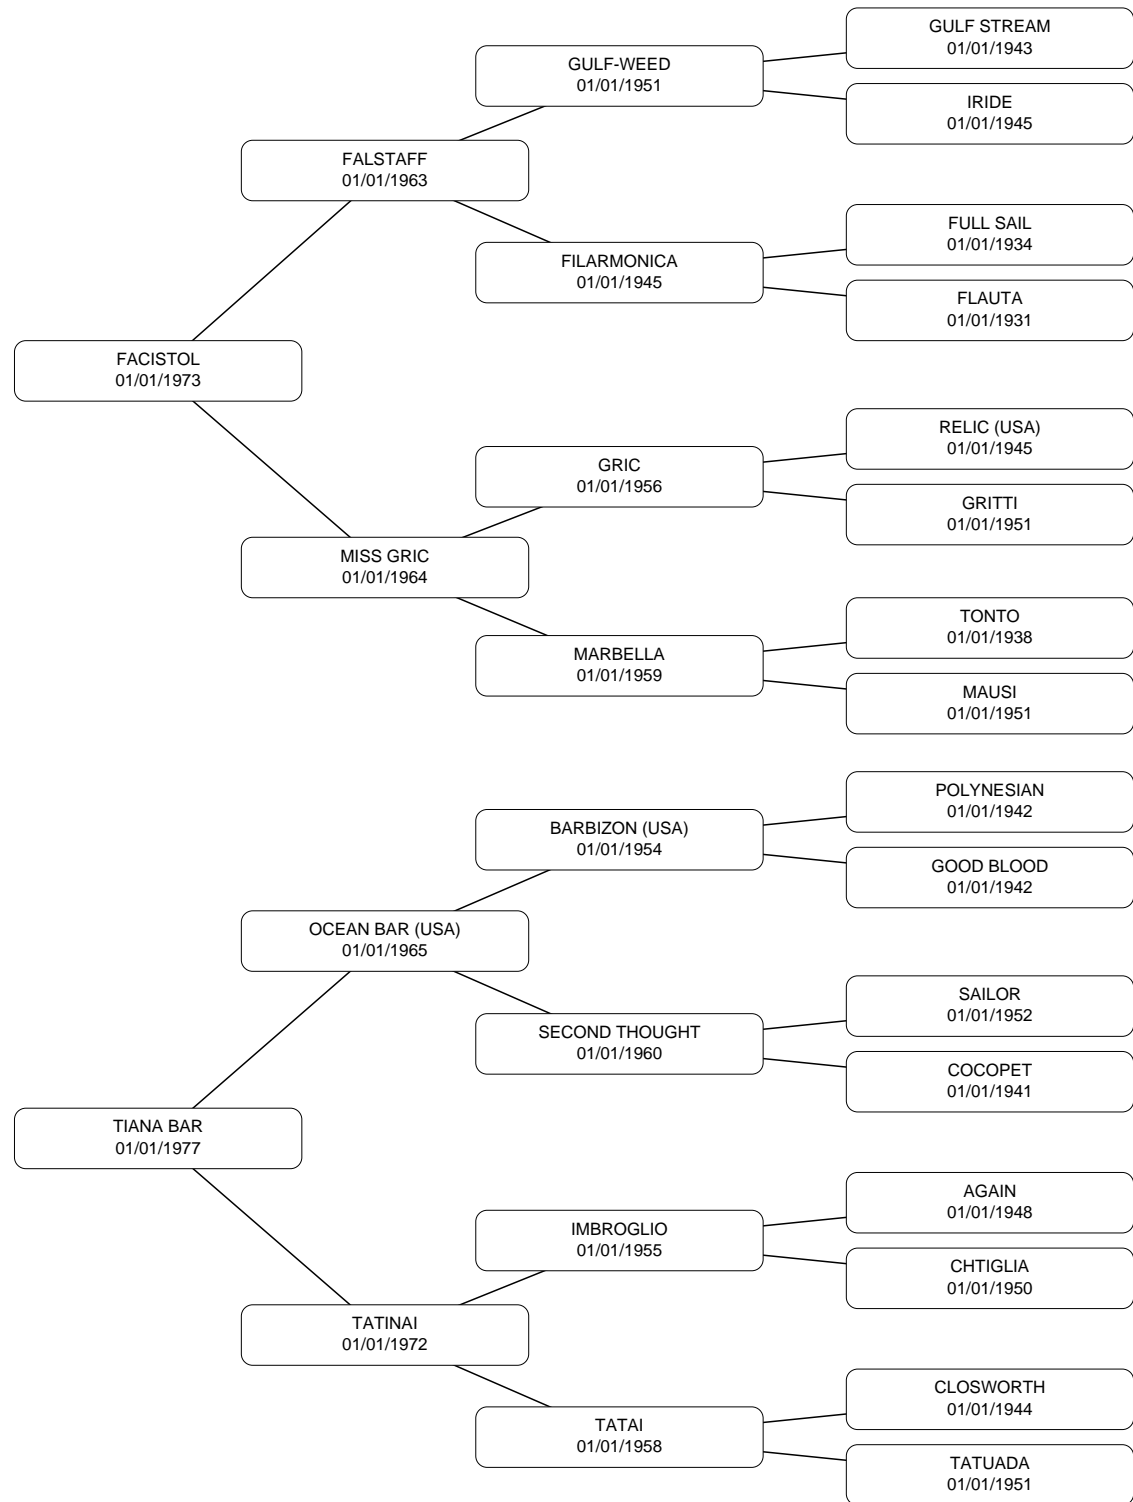 GULF STREAM
01/01/1943
GULF-WEED
01/01/1951
IRIDE
01/01/1945
FALSTAFF
01/01/1963
FULL SAIL
01/01/1934
FILARMONICA
01/01/1945
FLAUTA
01/01/1931
FACISTOL
01/01/1973
RELIC (USA)
01/01/1945
GRIC
01/01/1956
GRITTI
01/01/1951
MISS GRIC
01/01/1964
TONTO
01/01/1938
MARBELLA
01/01/1959
MAUSI
01/01/1951
POLYNESIAN
01/01/1942
BARBIZON (USA)
01/01/1954
GOOD BLOOD
01/01/1942
OCEAN BAR (USA)
01/01/1965
SAILOR
01/01/1952
SECOND THOUGHT
01/01/1960
COCOPET
01/01/1941
TIANA BAR
01/01/1977
AGAIN
01/01/1948
IMBROGLIO
01/01/1955
CHTIGLIA
01/01/1950
TATINAI
01/01/1972
CLOSWORTH
01/01/1944
TATAI
01/01/1958
TATUADA
01/01/1951